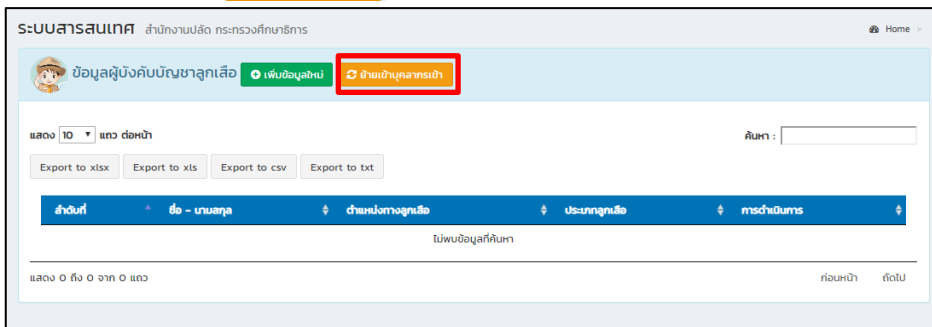 ระบบสารสนเทศ สำนักงานปลัด กระทรวงศึกษาธิการ
Home >
ข้อมูลผู้บังคับบัญชาลูกเสือ เพิ่มข้อมูลใหม่ ย้ายเข้าบุคลากรเข้า
แสดง 10 แถว ต่อหน้า
ค้นหา :
Export to xlsx Export to xls Export to csv Export to txt
ลำดับที่ ชื่อ - นามสกุล ตำแหน่งทางลูกเสือ ประเภทลูกเสือ การดำเนินการ
ไม่พบข้อมูลที่ค้นหา
แสดง 0 ถึง 0 จาก 0 แถว
ก่อนหน้า ถัดไป